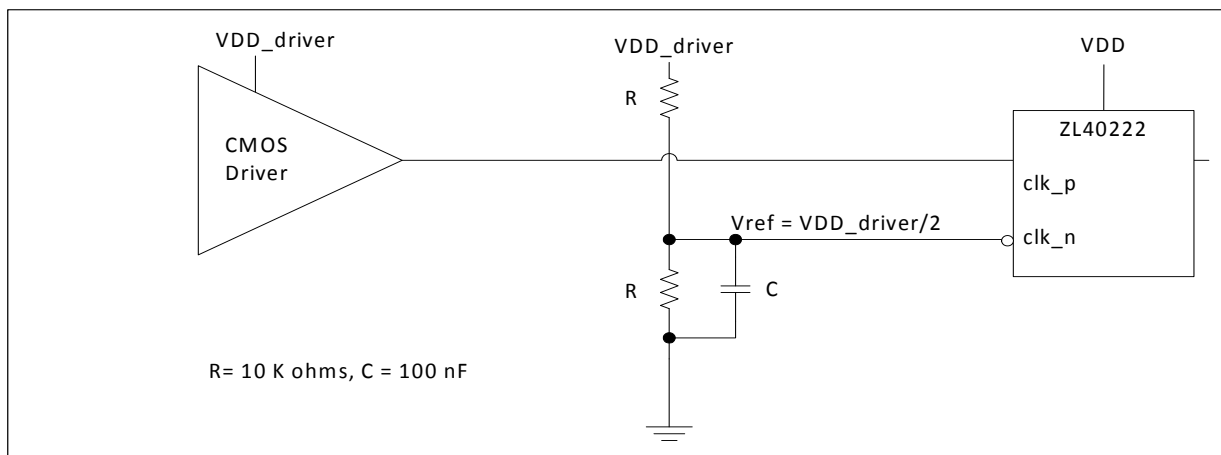 VDD_driver
VDD_driver
VDD
R
ZL40222
CMOS
Driver
clk_p
Vref = VDD_driver/2
clk_n
R
C
R= 10 K ohms, C = 100 nF